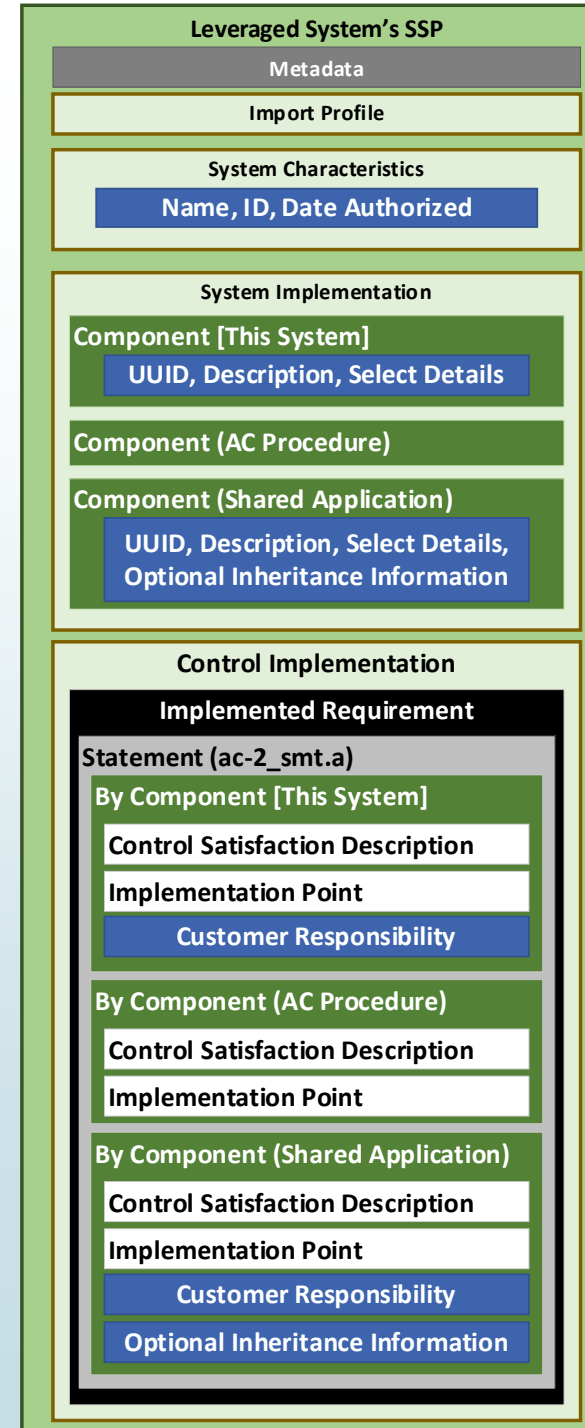 Leveraged System’s SSP
Metadata
Import Profile
System Characteristics
Name, ID, Date Authorized
System Implementation
Component [This System]
UUID, Description, Select Details
Component (AC Procedure)
Component (Shared Application)
UUID, Description, Select Details,
Optional Inheritance Information
Control Implementation
Implemented Requirement
Statement (ac-2_smt.a)
By Component [This System]
Control Satisfaction Description
Implementation Point
Customer Responsibility
By Component (AC Procedure)
Control Satisfaction Description
Implementation Point
By Component (Shared Application)
Control Satisfaction Description
Implementation Point
Customer Responsibility
Optional Inheritance Information